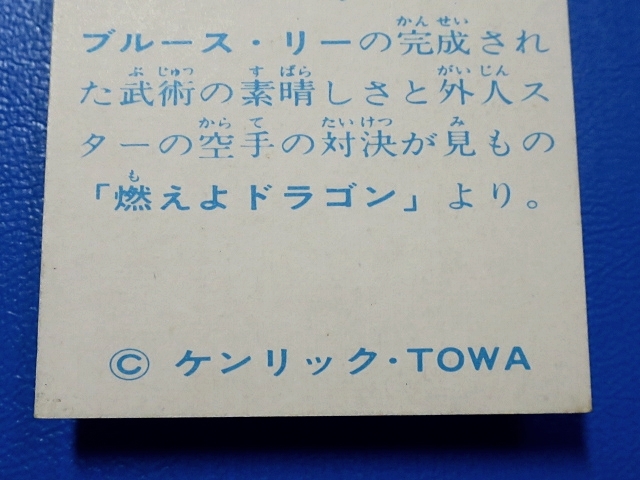 ブルース・リーの完成され
た武術の素晴しさと外人ス
ターの空手の対決が見もの
「燃えよドラゴン」より。
© ケンリック・TOWA